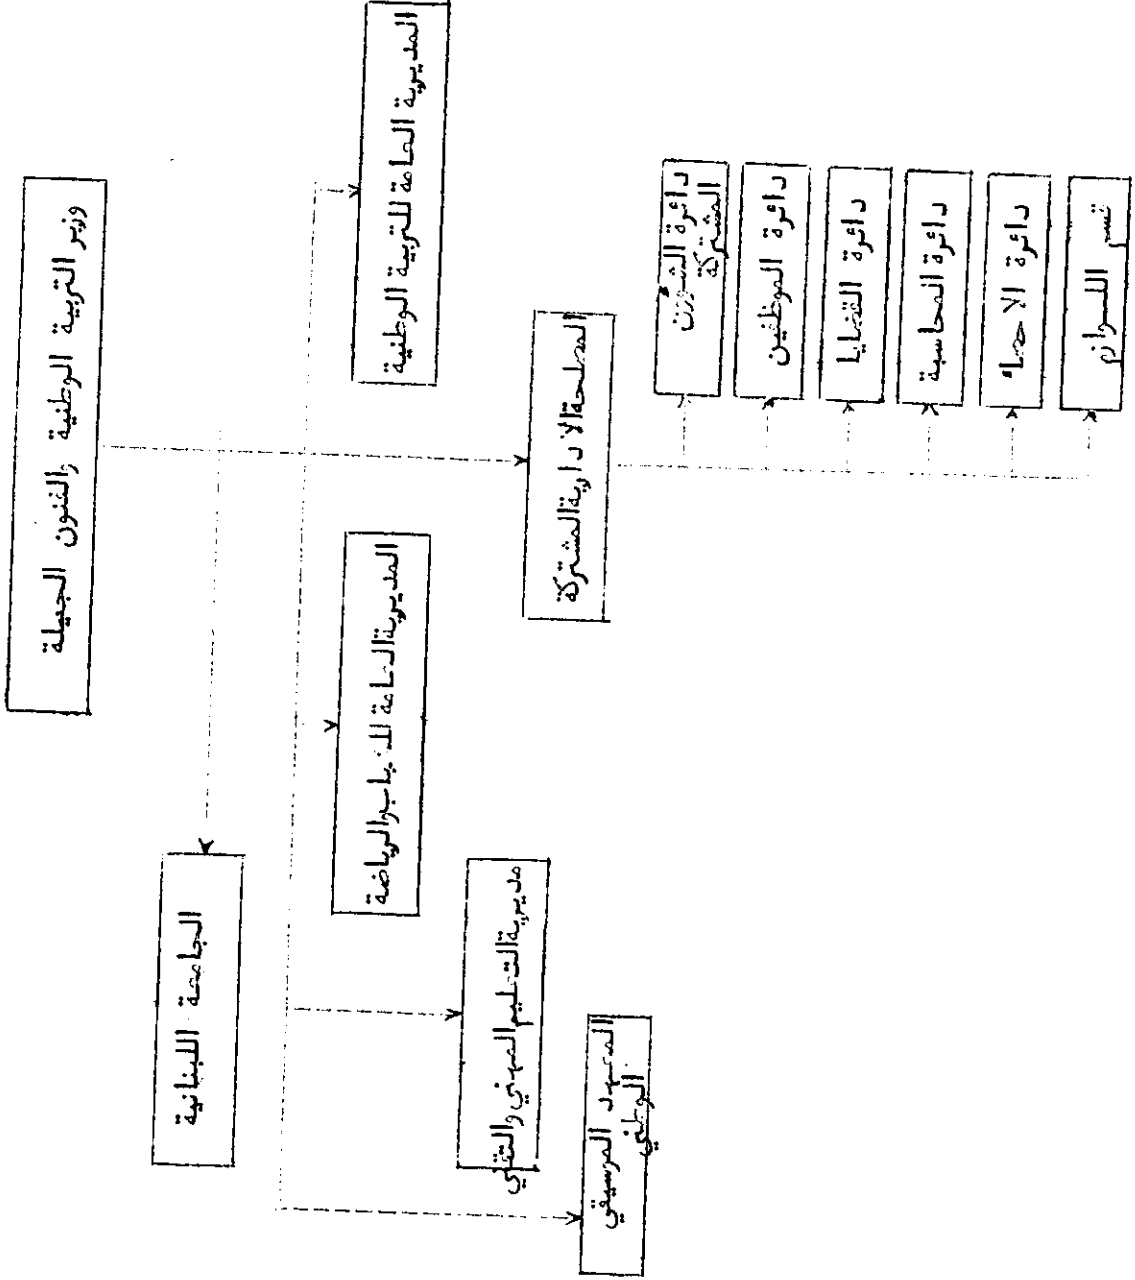 وزير التربية الوطنية والفنون الجميلة
الجامعة اللبنانية
المديرية العامة للتربية الوطنية
المديرية العامة للشباب والرياضة
مديرية التعليم المهني والتقني
المعهد الموسيقي
الوطني
المصلحة الادارية المشتركة
دائرة الشؤون
المشتركة
دائرة الموظفين
دائرة القضايا
دائرة المحاسبة
دائرة الاحصاء
قسم اللوازم